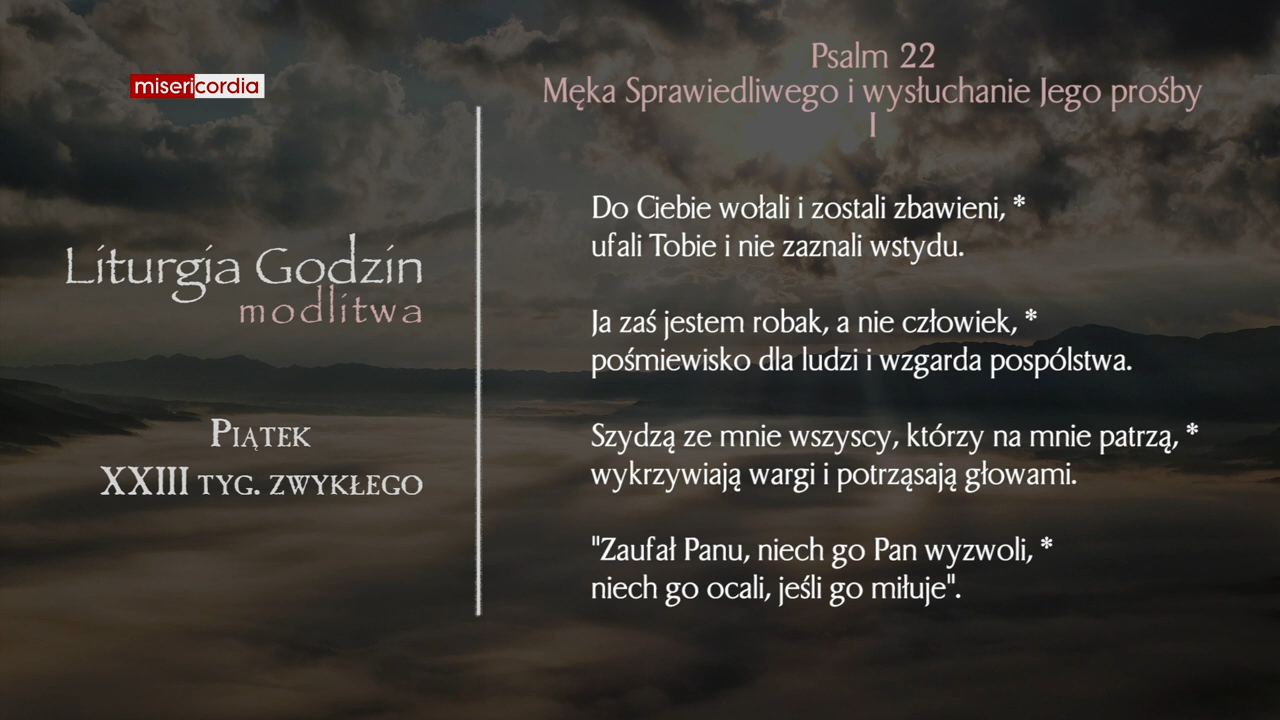 misericordia
Liturgia Godzin
modlitwa
Piątek
XXIII tyg. zwykłego
Psalm 22
Męka Sprawiedliwego i wysłuchanie Jego prośby
I
Do Ciebie wołali i zostali zbawieni, *
ufali Tobie i nie zaznali wstydu.
Ja zaś jestem robak, a nie człowiek, *
pośmiewisko dla ludzi i wzgarda pospólstwa.
Szydzą ze mnie wszyscy, którzy na mnie patrzą, *
wykrzywiają wargi i potrząsają głowami.
"Zaufał Panu, niech go Pan wyzwoli, *
niech go ocali, jeśli go miłuje".